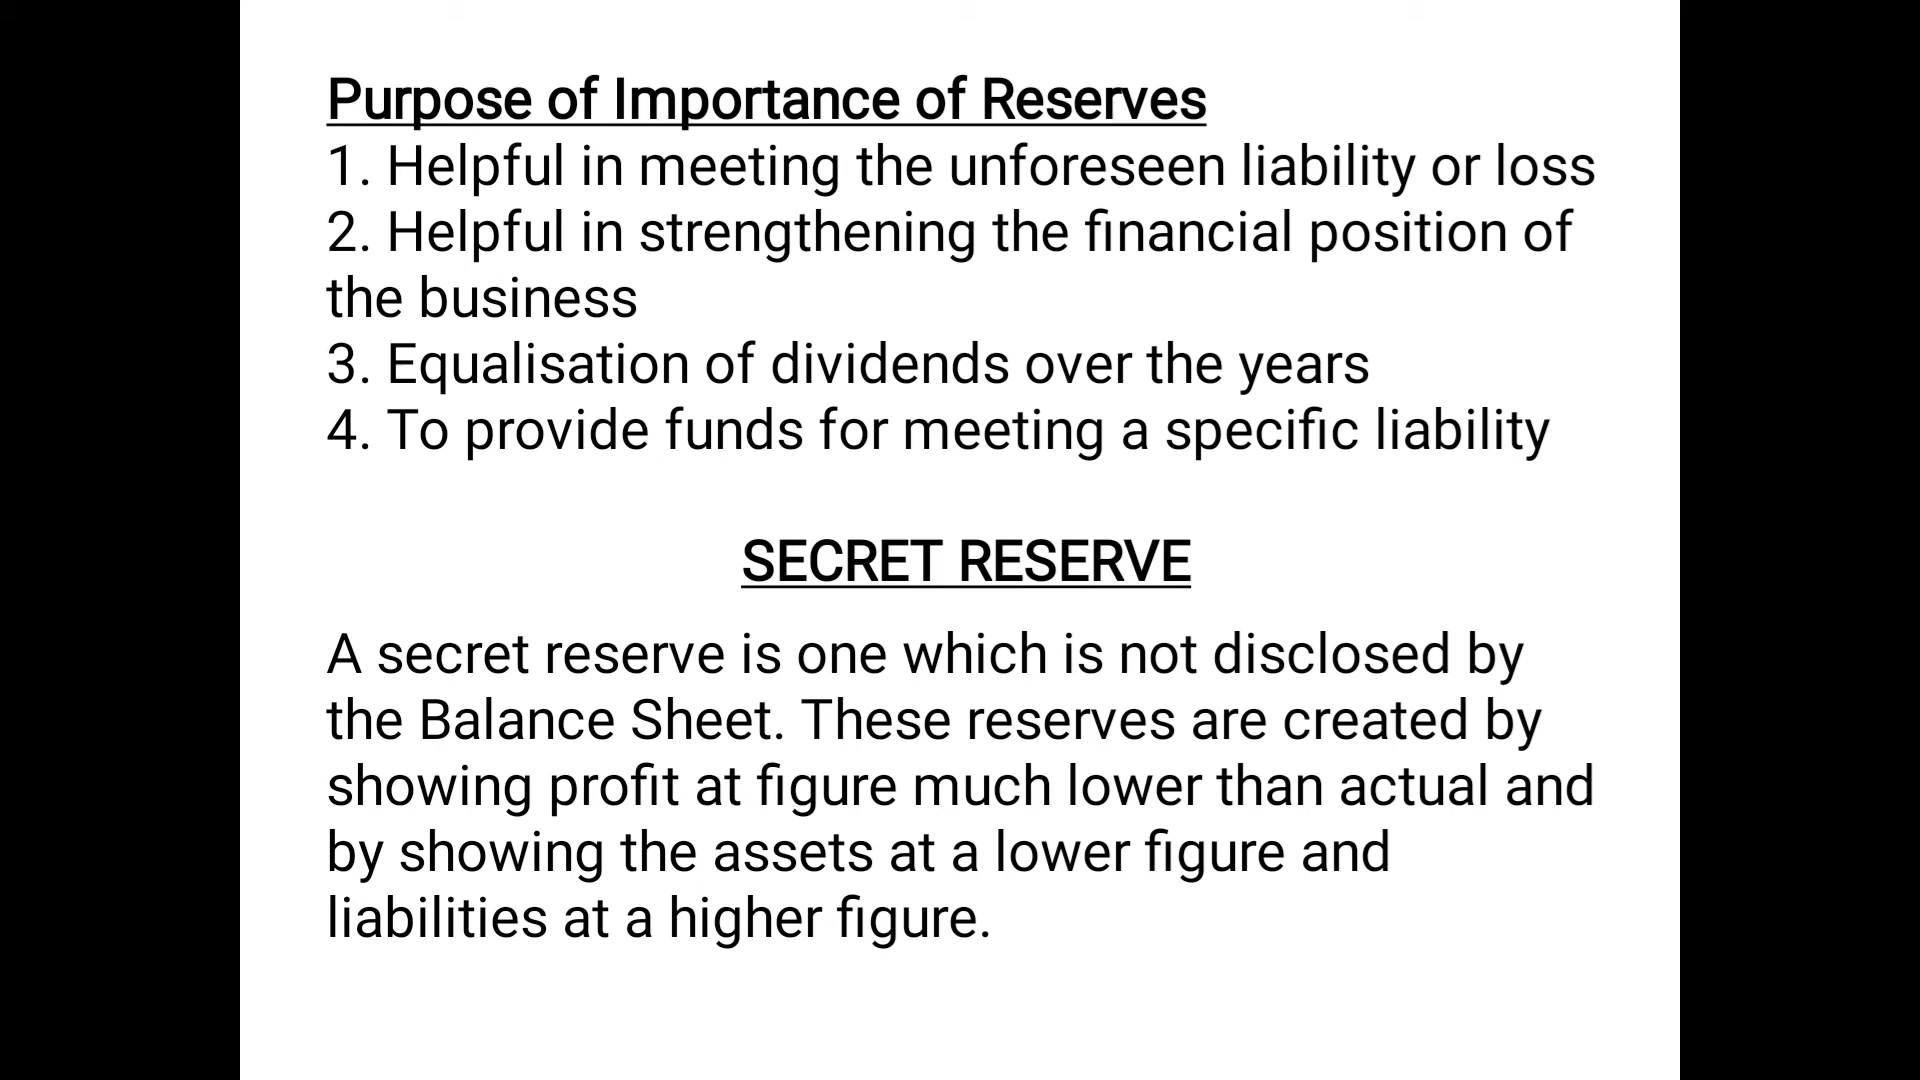 Purpose of Importance of Reserves
1. Helpful in meeting the unforeseen liability or loss
2. Helpful in strengthening the financial position of
the business
3. Equalisation of dividends over the years
4. To provide funds for meeting a specific liability
SECRET RESERVE
A secret reserve is one which is not disclosed by
the Balance Sheet. These reserves are created by
showing profit at figure much lower than actual and
by showing the assets at a lower figure and
liabilities at a higher figure.